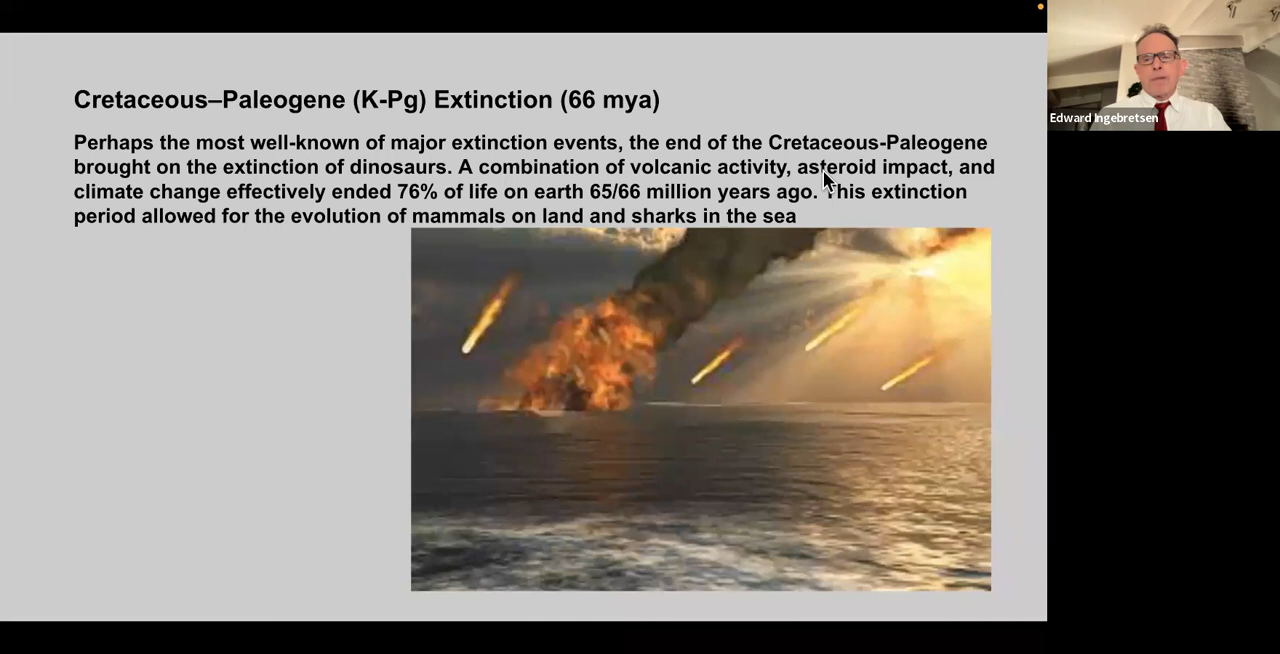 Cretaceous–Paleogene (K-Pg) Extinction (66 mya)
Perhaps the most well-known of major extinction events, the end of the Cretaceous-Paleogene
brought on the extinction of dinosaurs. A combination of volcanic activity, asteroid impact, and
climate change effectively ended 76% of life on earth 65/66 million years ago. This extinction
period allowed for the evolution of mammals on land and sharks in the sea
Edward Ingebretsen